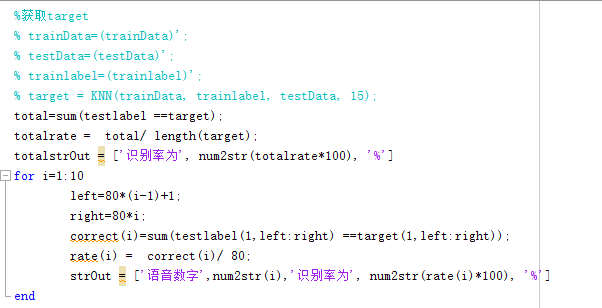 %获取target
% trainData=(trainData)';
% testData=(testData)';
% trainlabel=(trainlabel)';
% target = KNN(trainData, trainlabel, testData, 15);
total=sum(testlabel ==target);
totalrate =  total/ length(target);
totalstrOut = ['识别率为', num2str(totalrate*100), '%']
for i=1:10
left=80*(i-1)+1;
right=80*i;
correct(i)=sum(testlabel(1,left:right) ==target(1,left:right));
rate(i) =  correct(i)/ 80;
strOut = ['语音数字',num2str(i),'识别率为', num2str(rate(i)*100), '%']
end